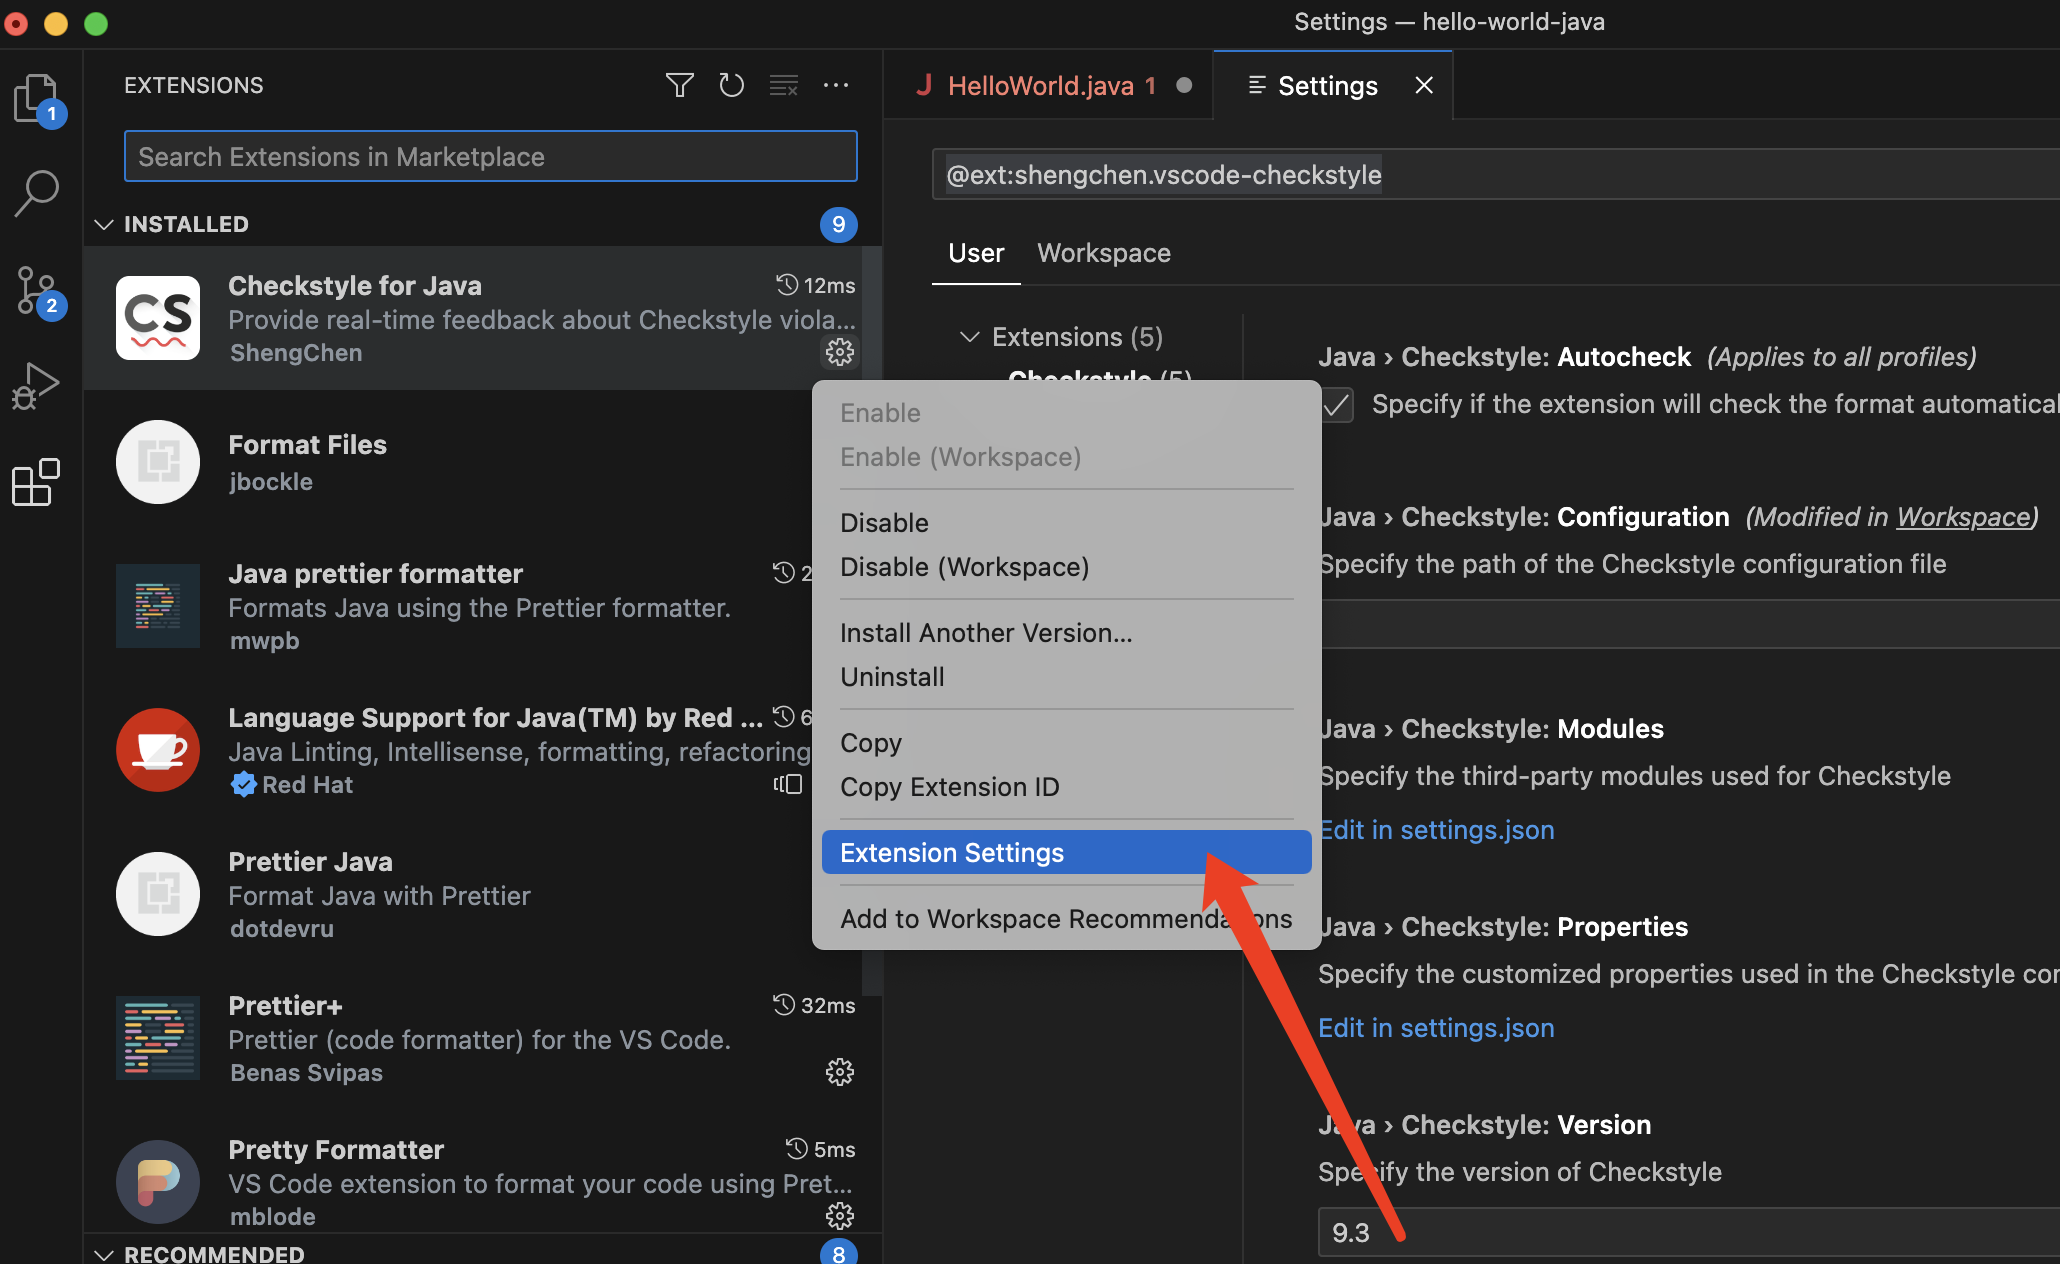 Settings — hello-world-java
EXTENSIONS
HelloWorld.java 1
Settings
1
Search Extensions in Marketplace
@ext:shengchen.vscode-checkstyle
INSTALLED
9
User
Workspace
2
CS
Checkstyle for Java
12ms
Provide real-time feedback about Checkstyle viola...
ShengChen
Format Files
jbockle
Java prettier formatter
2
Formats Java using the Prettier formatter.
mwpb
Language Support for Java(TM) by Red ...
6
Java Linting, Intellisense, formatting, refactoring
Red Hat
Prettier Java
Format Java with Prettier
dotdevru
Prettier+
32ms
Prettier (code formatter) for the VS Code.
Benas Svipas
Pretty Formatter
5ms
VS Code extension to format your code using Pret...
mblode
RECOMMENDED
8
Enable
Enable (Workspace)
Disable
Disable (Workspace)
Install Another Version...
Uninstall
Copy
Copy Extension ID
Extension Settings
Add to Workspace Recommendations
Extensions (5)
Checkstyle (5)
Java › Checkstyle: Autocheck (Applies to all profiles)
Specify if the extension will check the format automatical
Java › Checkstyle: Configuration (Modified in Workspace)
Specify the path of the Checkstyle configuration file
Java › Checkstyle: Modules
Specify the third-party modules used for Checkstyle
Edit in settings.json
Java › Checkstyle: Properties
Specify the customized properties used in the Checkstyle con
Edit in settings.json
Java › Checkstyle: Version
Specify the version of Checkstyle
9.3